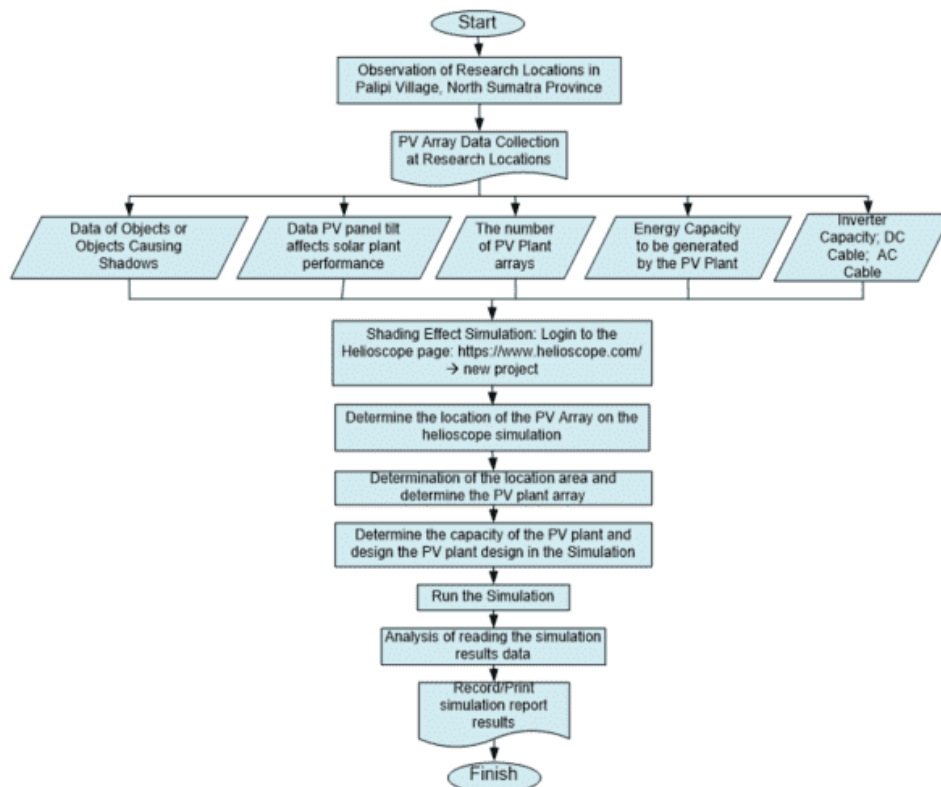 Start
Observation of Research Locations in
Palipi Village, North Sumatra Province
PV Array Data Collection
at Research Locations
Data of Objects or
Objects Causing
Shadows
Data PV panel tilt
affects solar plant
performance
The number
of PV Plant
arrays
Energy Capacity
to be generated
by the PV Plant
Inverter
Capacity; DC
Cable; AC
Cable
Shading Effect Simulation: Login to the
Helioscope page: https://www.helioscope.com/
→ new project
Determine the location of the PV Array on the
helioscope simulation
Determination of the location area and
determine the PV plant array
Determine the capacity of the PV plant and
design the PV plant design in the Simulation
Run the Simulation
Analysis of reading the simulation
results data
Record/Print
simulation report
results
Finish